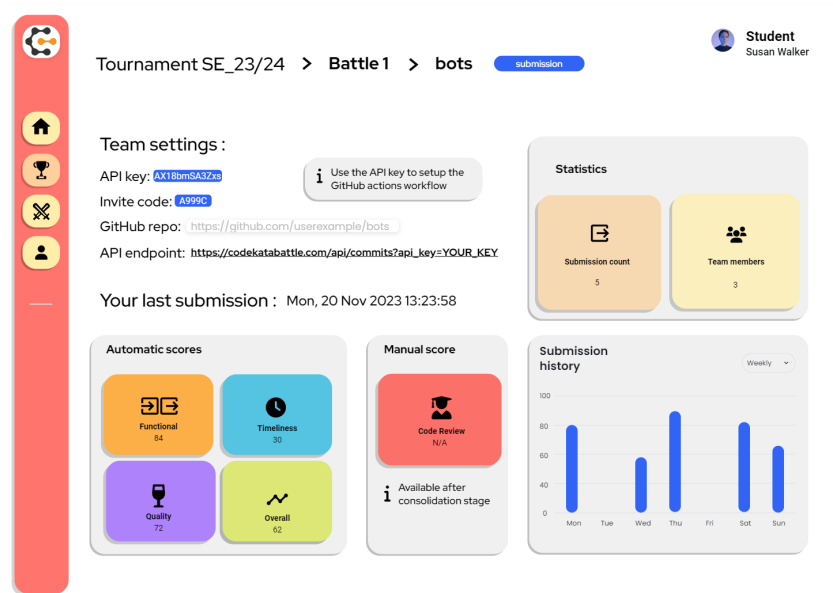 Student
Susan Walker
Tournament SE_23/24 > Battle 1 > bots submission
Team settings :
API key: AX18bmSA3Zxs
Use the API key to setup the
GitHub actions workflow
Invite code: A999C
GitHub repo: https://github.com/userexample/bots
API endpoint: https://codekatabattle.com/api/commits?api_key=YOUR_KEY
Statistics
Submission count
5
Team members
3
Your last submission : Mon, 20 Nov 2023 13:23:58
Automatic scores
Functional
84
Timeliness
30
Quality
72
Overall
62
Manual score
Code Review
N/A
Available after
consolidation stage
Submission
history
Weekly
100
80
60
40
0
Mon Tue Wed Thu Fri Sat Sun